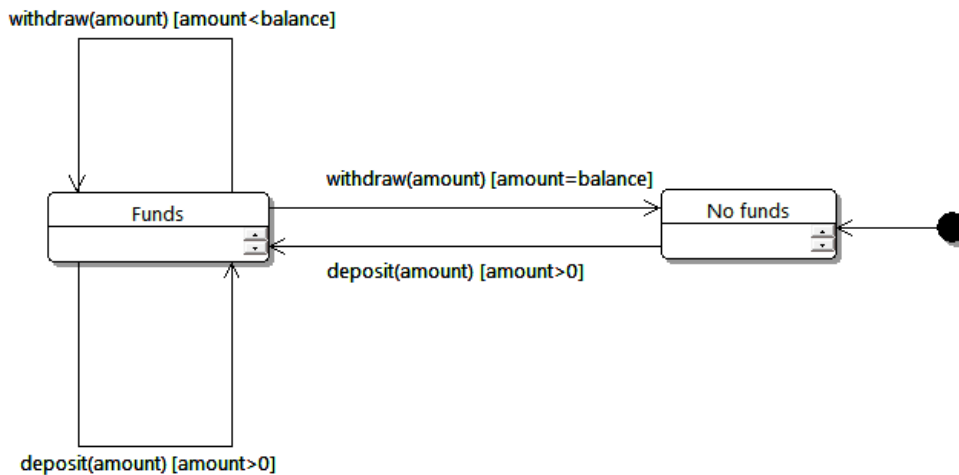 withdraw(amount) [amount<balance]
withdraw(amount) [amount=balance]
Funds
No funds
deposit(amount) [amount>0]
deposit(amount) [amount>0]